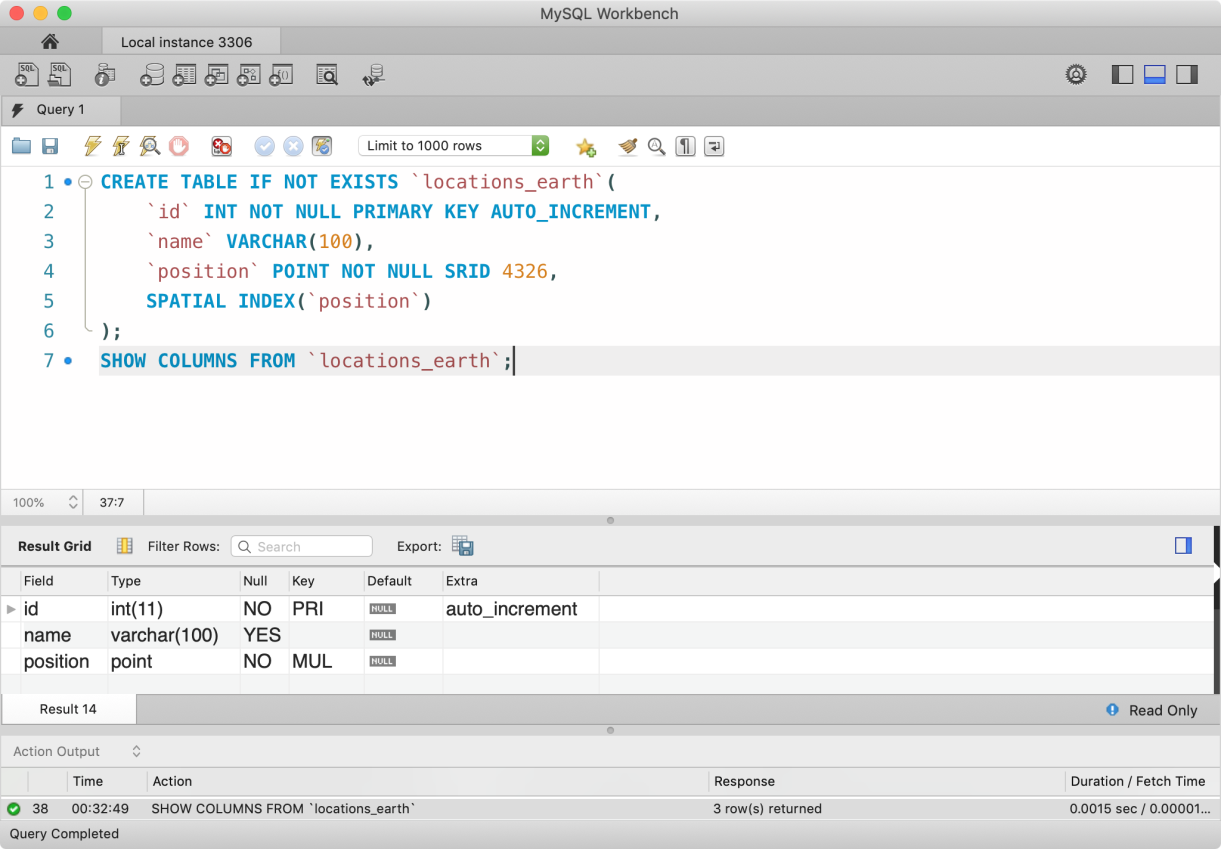 MySQL Workbench
Local instance 3306
SQL SQL
Query 1
Limit to 1000 rows
1 CREATE TABLE IF NOT EXISTS `locations_earth`(
2 `id` INT NOT NULL PRIMARY KEY AUTO_INCREMENT,
3 `name` VARCHAR(100),
4 `position` POINT NOT NULL SRID 4326,
5 SPATIAL INDEX(`position`)
6 );
7 SHOW COLUMNS FROM `locations_earth`;
100% 37:7
Result Grid Filter Rows: Search Export:
Field Type Null Key Default Extra
id int(11) NO PRI NULL auto_increment
name varchar(100) YES NULL
position point NO MUL NULL
Result 14 Read Only
Action Output
Time Action Response Duration / Fetch Time
38 00:32:49 SHOW COLUMNS FROM `locations_earth` 3 row(s) returned 0.0015 sec / 0.00001...
Query Completed